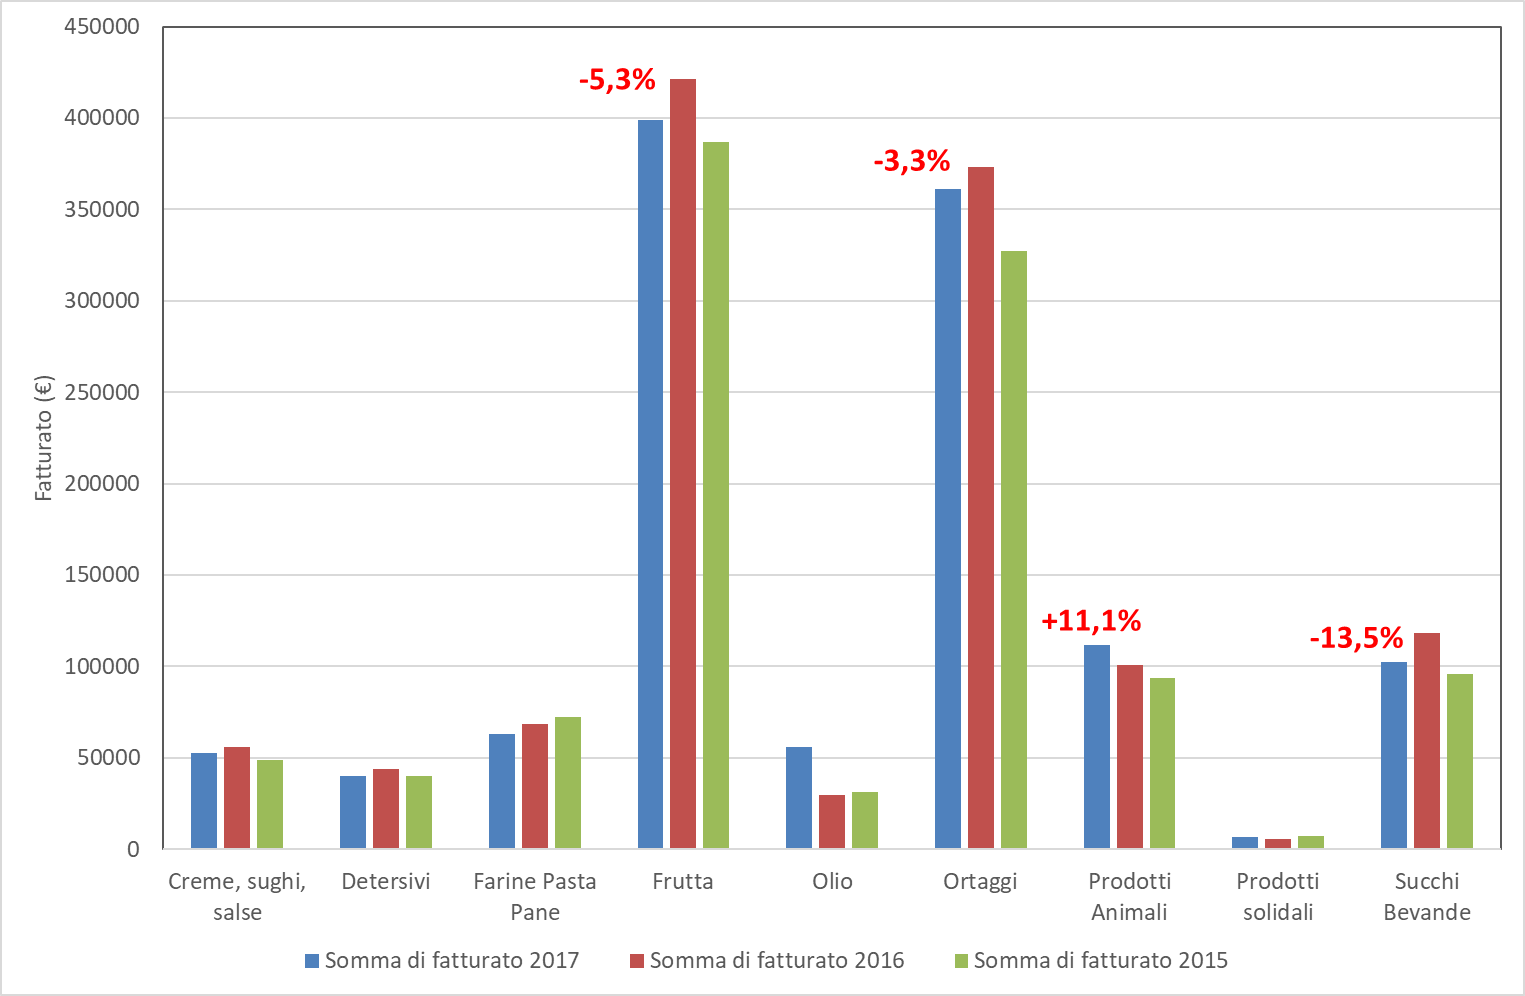 450000
400000
350000
300000
250000
200000
150000
100000
50000
0
Fatturato (€)
-5,3%
-3,3%
+11,1%
-13,5%
Creme, sughi,
salse
Detersivi
Farine Pasta
Pane
Frutta
Olio
Ortaggi
Prodotti
Animali
Prodotti
solidali
Succhi
Bevande
Somma di fatturato 2017
Somma di fatturato 2016
Somma di fatturato 2015